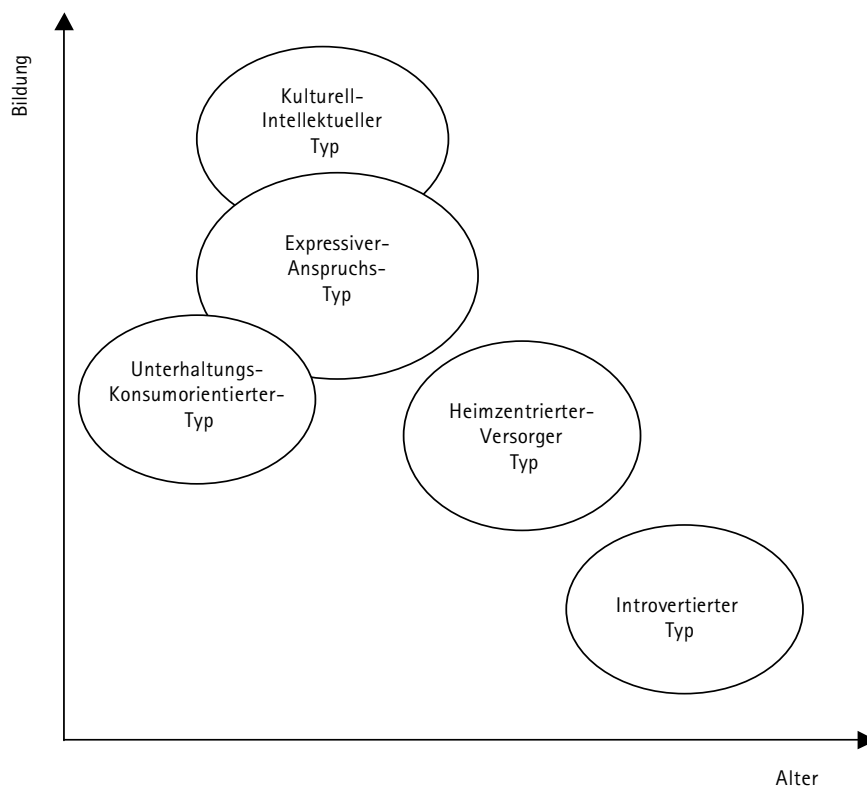 Bildung
Kulturell-
Intellektueller
Typ
Expressiver-
Anspruchs-
Typ
Unterhaltungs-
Konsumorientierter-
Typ
Heimzentrierter-
Versorger
Typ
Introvertierter
Typ
Alter